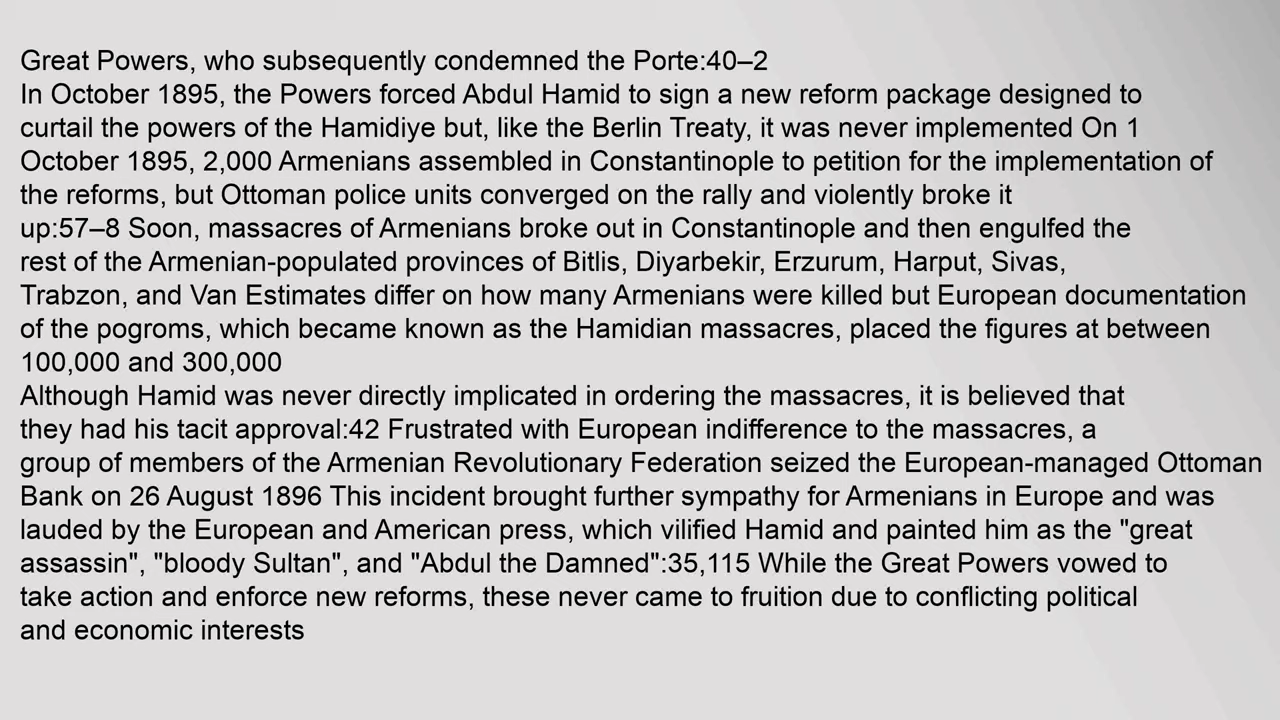 Great Powers, who subsequently condemned the Porte:40–2
In October 1895, the Powers forced Abdul Hamid to sign a new reform package designed to
curtail the powers of the Hamidiye but, like the Berlin Treaty, it was never implemented On 1
October 1895, 2,000 Armenians assembled in Constantinople to petition for the implementation of
the reforms, but Ottoman police units converged on the rally and violently broke it
up:57–8 Soon, massacres of Armenians broke out in Constantinople and then engulfed the
rest of the Armenian-populated provinces of Bitlis, Diyarbekir, Erzurum, Harput, Sivas,
Trabzon, and Van Estimates differ on how many Armenians were killed but European documentation
of the pogroms, which became known as the Hamidian massacres, placed the figures at between
100,000 and 300,000
Although Hamid was never directly implicated in ordering the massacres, it is believed that
they had his tacit approval:42 Frustrated with European indifference to the massacres, a
group of members of the Armenian Revolutionary Federation seized the European-managed Ottoman
Bank on 26 August 1896 This incident brought further sympathy for Armenians in Europe and was
lauded by the European and American press, which vilified Hamid and painted him as the "great
assassin", "bloody Sultan", and "Abdul the Damned":35,115 While the Great Powers vowed to
take action and enforce new reforms, these never came to fruition due to conflicting political
and economic interests